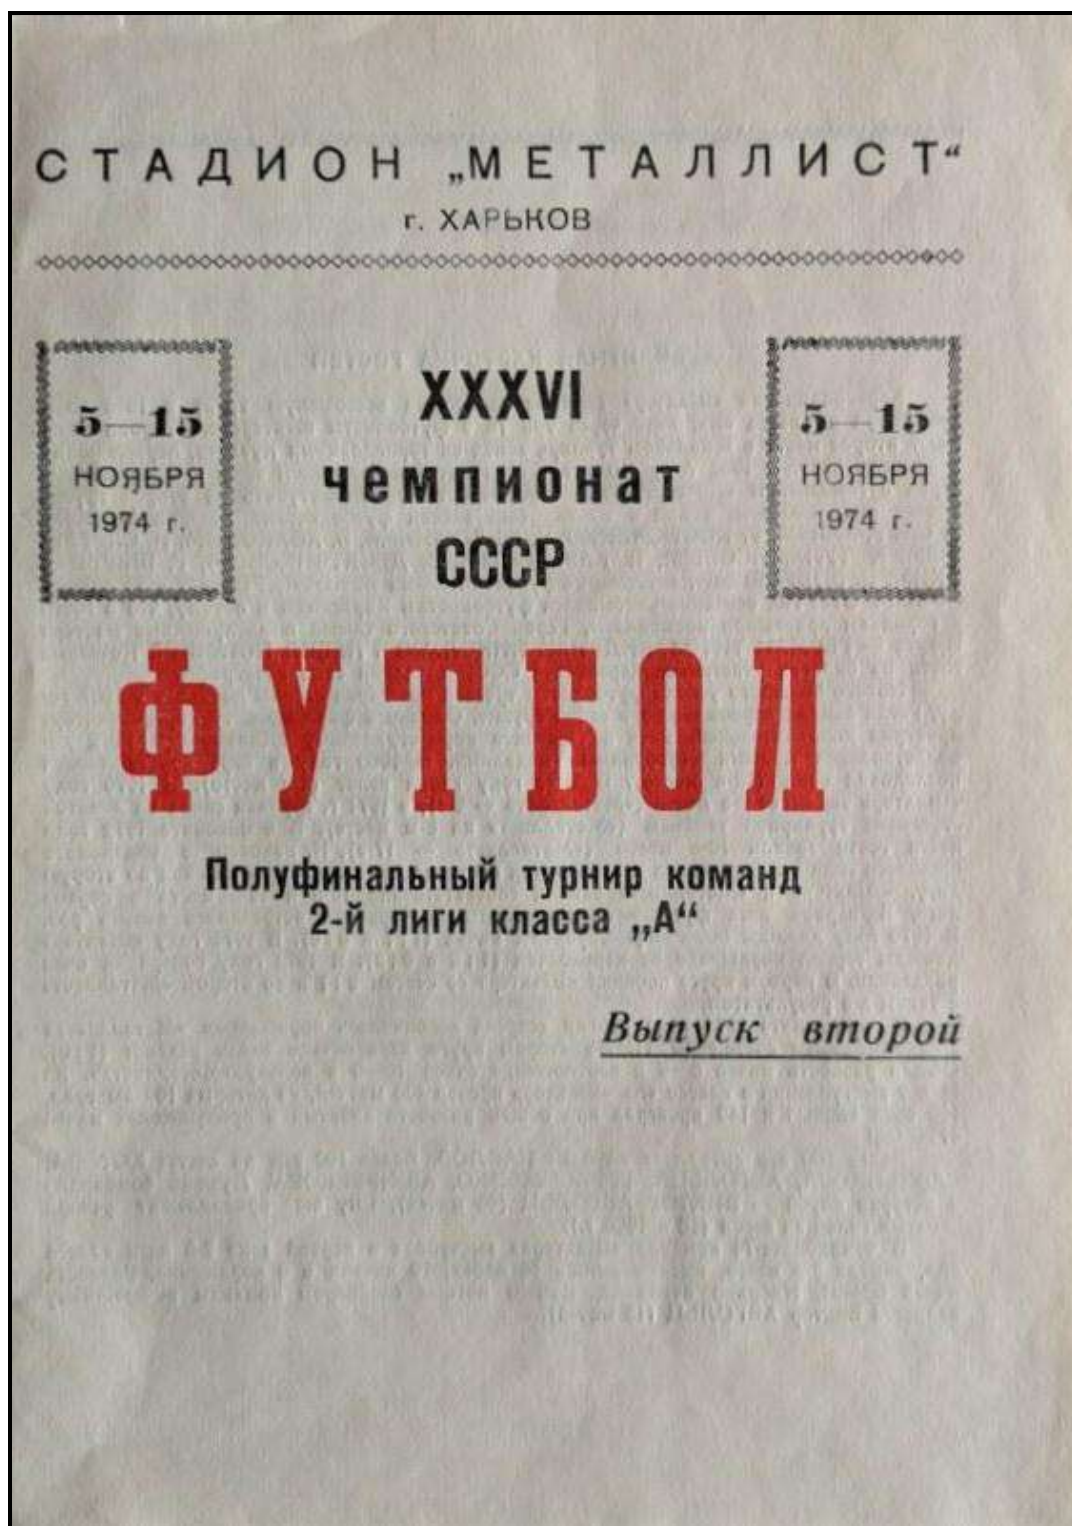 СТАДИОН „МЕТАЛЛИСТ“
г. ХАРЬКОВ
5—15
НОЯБРЯ
1974 г.
XXXVI
чемпионат
СССР
5—15
НОЯБРЯ
1974 г.
ФУТБОЛ
Полуфинальный турнир команд
2-й лиги класса „А“
Выпуск второй